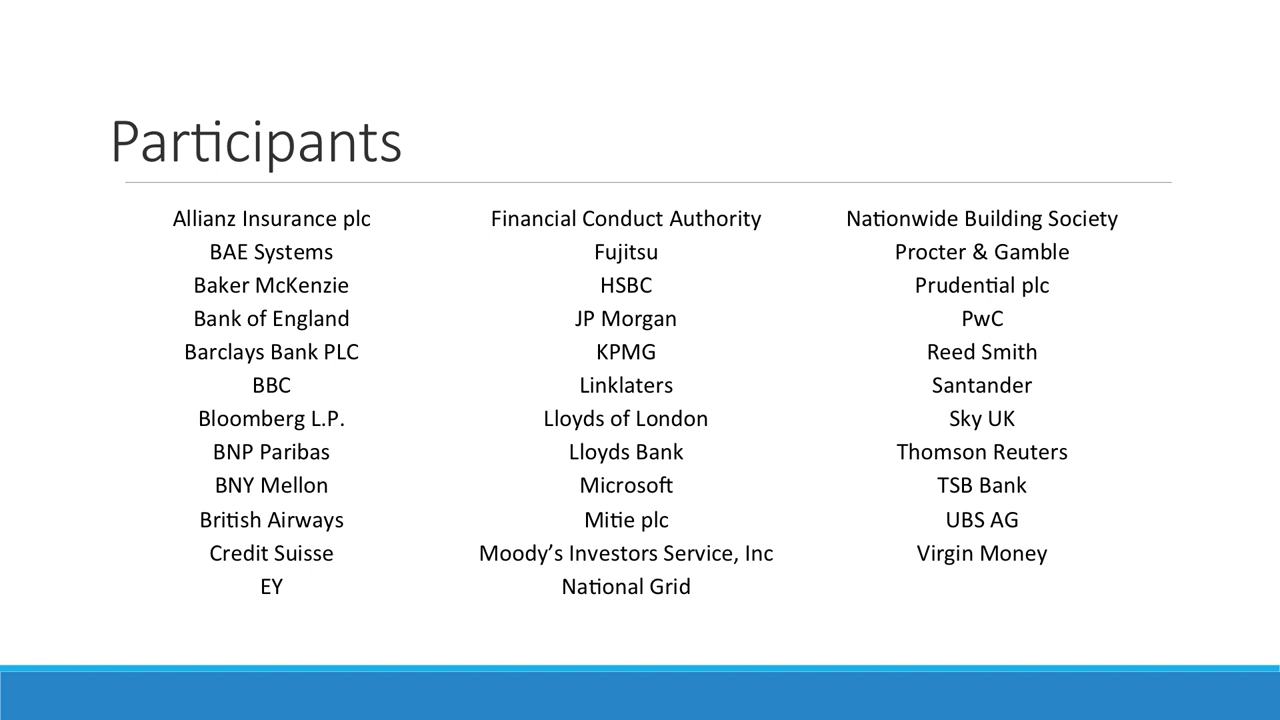 Participants
Allianz Insurance plc
BAE Systems
Baker McKenzie
Bank of England
Barclays Bank PLC
BBC
Bloomberg L.P.
BNP Paribas
BNY Mellon
British Airways
Credit Suisse
EY
Financial Conduct Authority
Fujitsu
HSBC
JP Morgan
KPMG
Linklaters
Lloyds of London
Lloyds Bank
Microsoft
Mitie plc
Moody’s Investors Service, Inc
National Grid
Nationwide Building Society
Procter & Gamble
Prudential plc
PwC
Reed Smith
Santander
Sky UK
Thomson Reuters
TSB Bank
UBS AG
Virgin Money